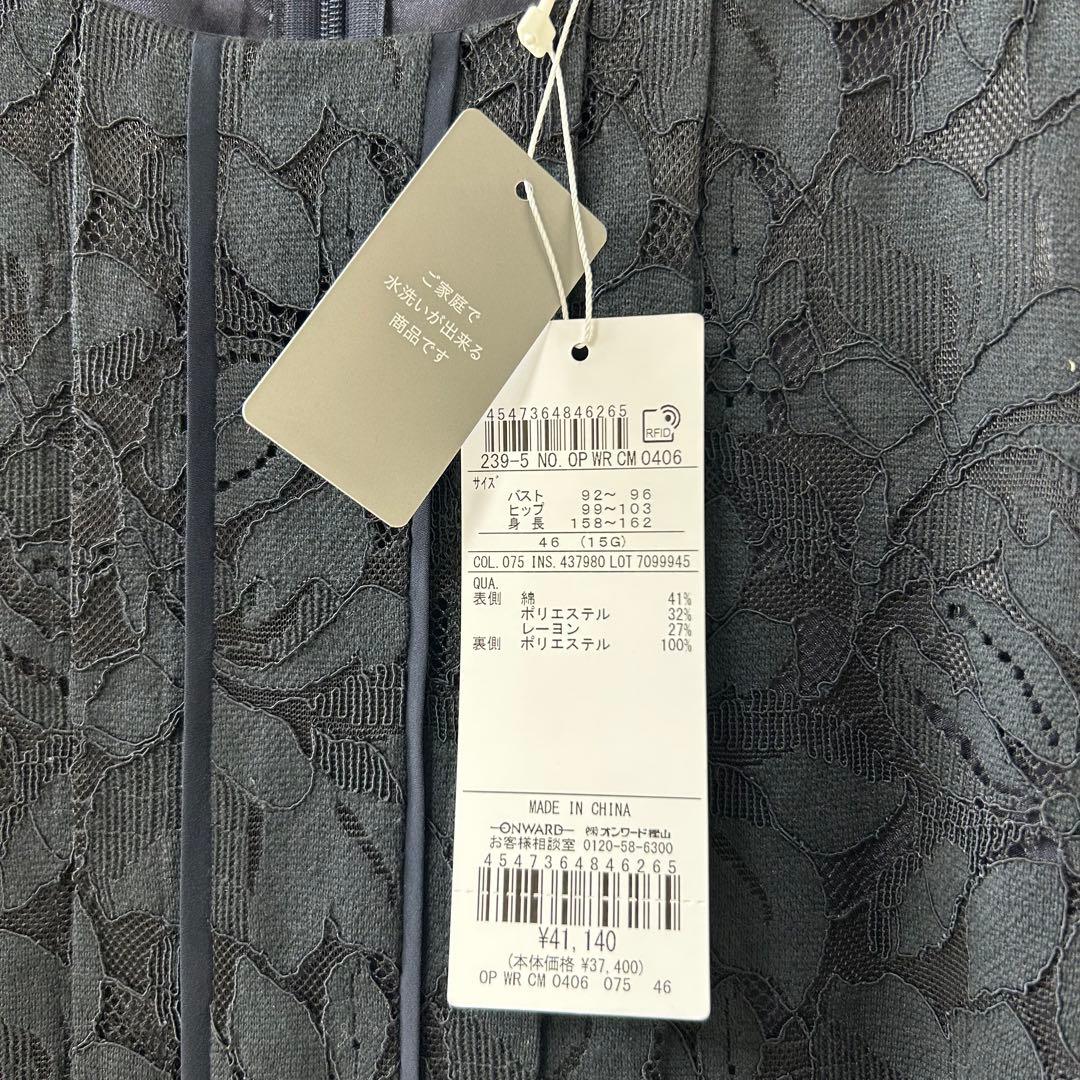 ご家庭で
水洗いが出来る
商品です
4547364846265
RFID
239-5 NO. OP WR CM 0406
サイズ
バスト 92～ 96
ヒップ 99～103
身長 158～162
46 (15G)
COL. 075 INS. 437980 LOT 7099945
QUA.
表側 綿 41%
ポリエステル 32%
レーヨン 27%
裏側 ポリエステル 100%
MADE IN CHINA
ONWARD ㈱オンワード樫山
お客様相談室 0120-58-6300
4547364846265
¥41,140
(本体価格 ¥37,400)
OP WR CM 0406 075 46